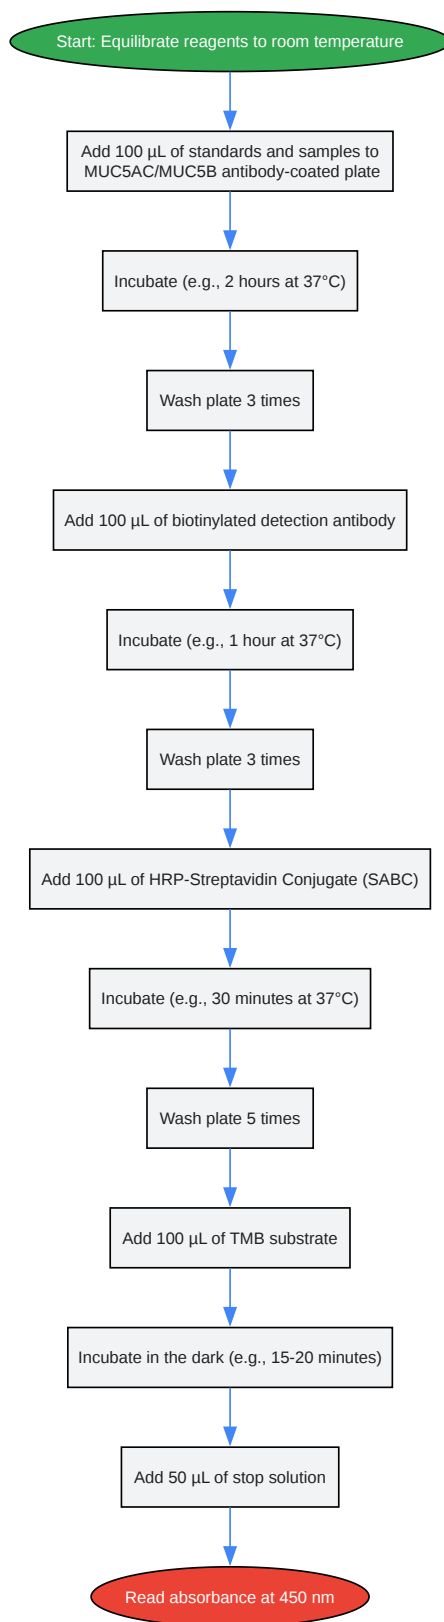 Start: Equilibrate reagents to room temperature
Add 100 µL of standards and samples to
MUC5AC/MUC5B antibody-coated plate
Incubate (e.g., 2 hours at 37°C)
Wash plate 3 times
Add 100 µL of biotinylated detection antibody
Incubate (e.g., 1 hour at 37°C)
Wash plate 3 times
Add 100 µL of HRP-Streptavidin Conjugate (SABC)
Incubate (e.g., 30 minutes at 37°C)
Wash plate 5 times
Add 100 µL of TMB substrate
Incubate in the dark (e.g., 15-20 minutes)
Add 50 µL of stop solution
Read absorbance at 450 nm